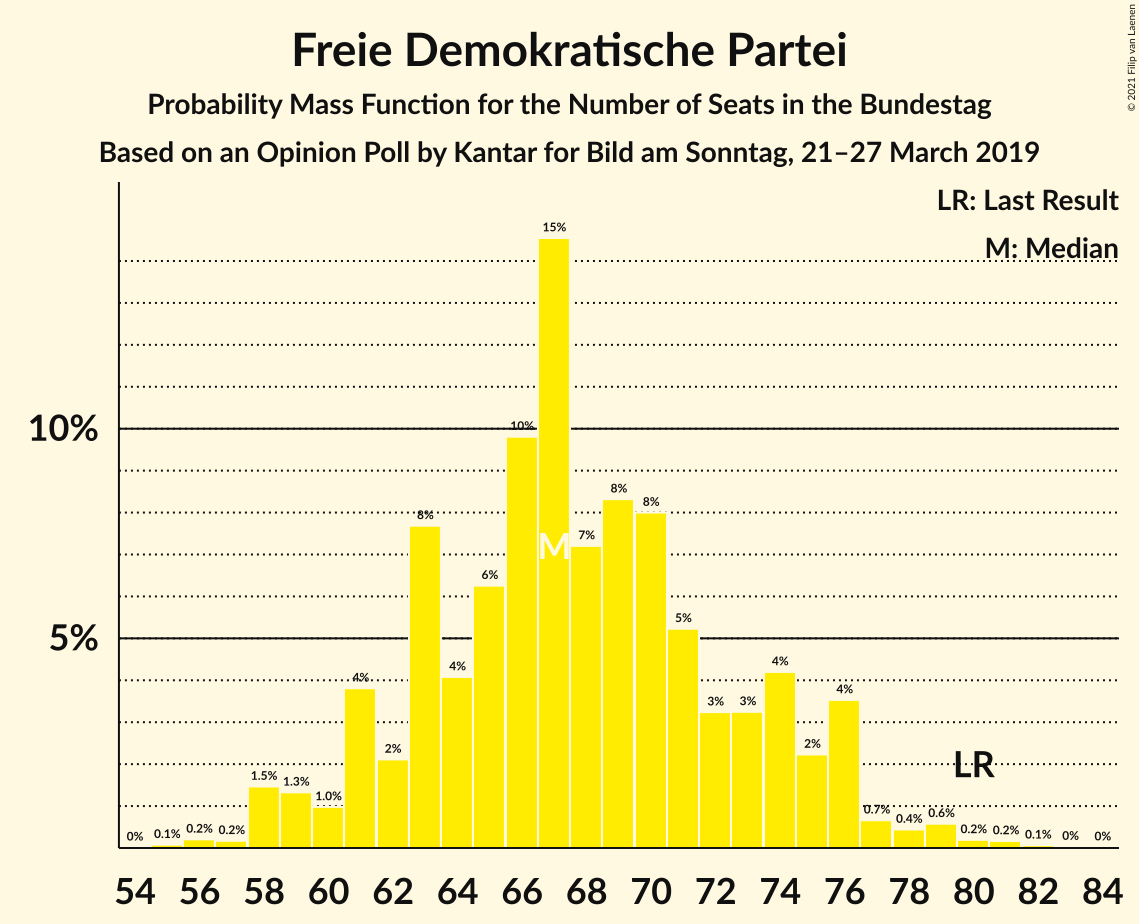 Freie Demokratische Partei
Probability Mass Function for the Number of Seats in the Bundestag
Based on an Opinion Poll by Kantar for Bild am Sonntag, 21–27 March 2019
© 2021 Filip van Laenen
LR: Last Result
M: Median
10%
5%
0% 0.1% 0.2% 0.2% 1.5% 1.3% 1.0% 4% 2% 8% 4% 6% 10% 15% 7% 8% 8% 5% 3% 3% 4% 2% 4% 0.7% 0.4% 0.6% 0.2% 0.2% 0.1% 0% 0%
M
LR
54 56 58 60 62 64 66 68 70 72 74 76 78 80 82 84